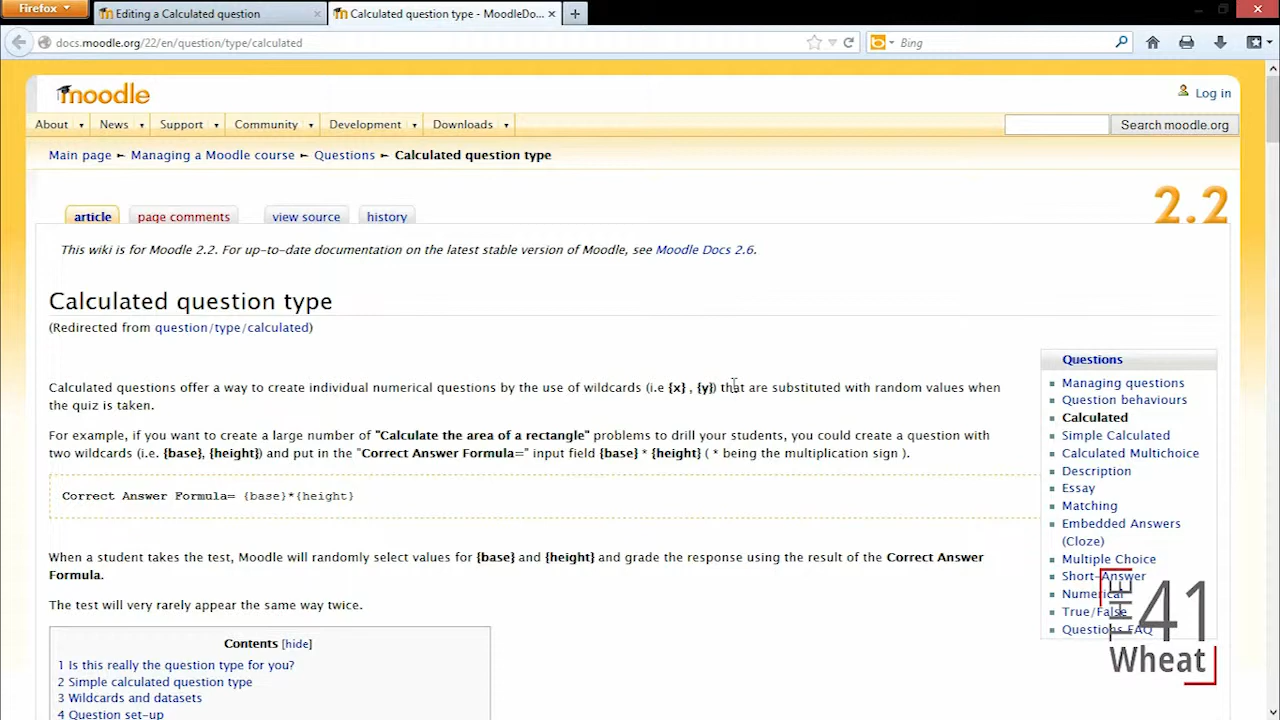 Firefox
Editing a Calculated question
Calculated question type - MoodleDo...
docs.moodle.org/22/en/question/type/calculated
Bing
moodle
Log in
About
News
Support
Community
Development
Downloads
Search moodle.org
Main page ► Managing a Moodle course ► Questions ► Calculated question type
2.2
article
page comments
view source
history
This wiki is for Moodle 2.2. For up-to-date documentation on the latest stable version of Moodle, see Moodle Docs 2.6.
Calculated question type
(Redirected from question/type/calculated)
Calculated questions offer a way to create individual numerical questions by the use of wildcards (i.e {x} , {y}) that are substituted with random values when
the quiz is taken.
For example, if you want to create a large number of "Calculate the area of a rectangle" problems to drill your students, you could create a question with
two wildcards (i.e. {base}, {height}) and put in the "Correct Answer Formula=" input field {base} * {height} ( * being the multiplication sign ).
Correct Answer Formula= {base}*{height}
When a student takes the test, Moodle will randomly select values for {base} and {height} and grade the response using the result of the Correct Answer
Formula.
The test will very rarely appear the same way twice.
Contents [hide]
1 Is this really the question type for you?
2 Simple calculated question type
3 Wildcards and datasets
4 Question set-up
Questions
Managing questions
Question behaviours
Calculated
Simple Calculated
Calculated Multichoice
Description
Essay
Matching
Embedded Answers
(Cloze)
Multiple Choice
Short-Answer
Numerical
True/False
Questions FAQ
THE 41
Wheat